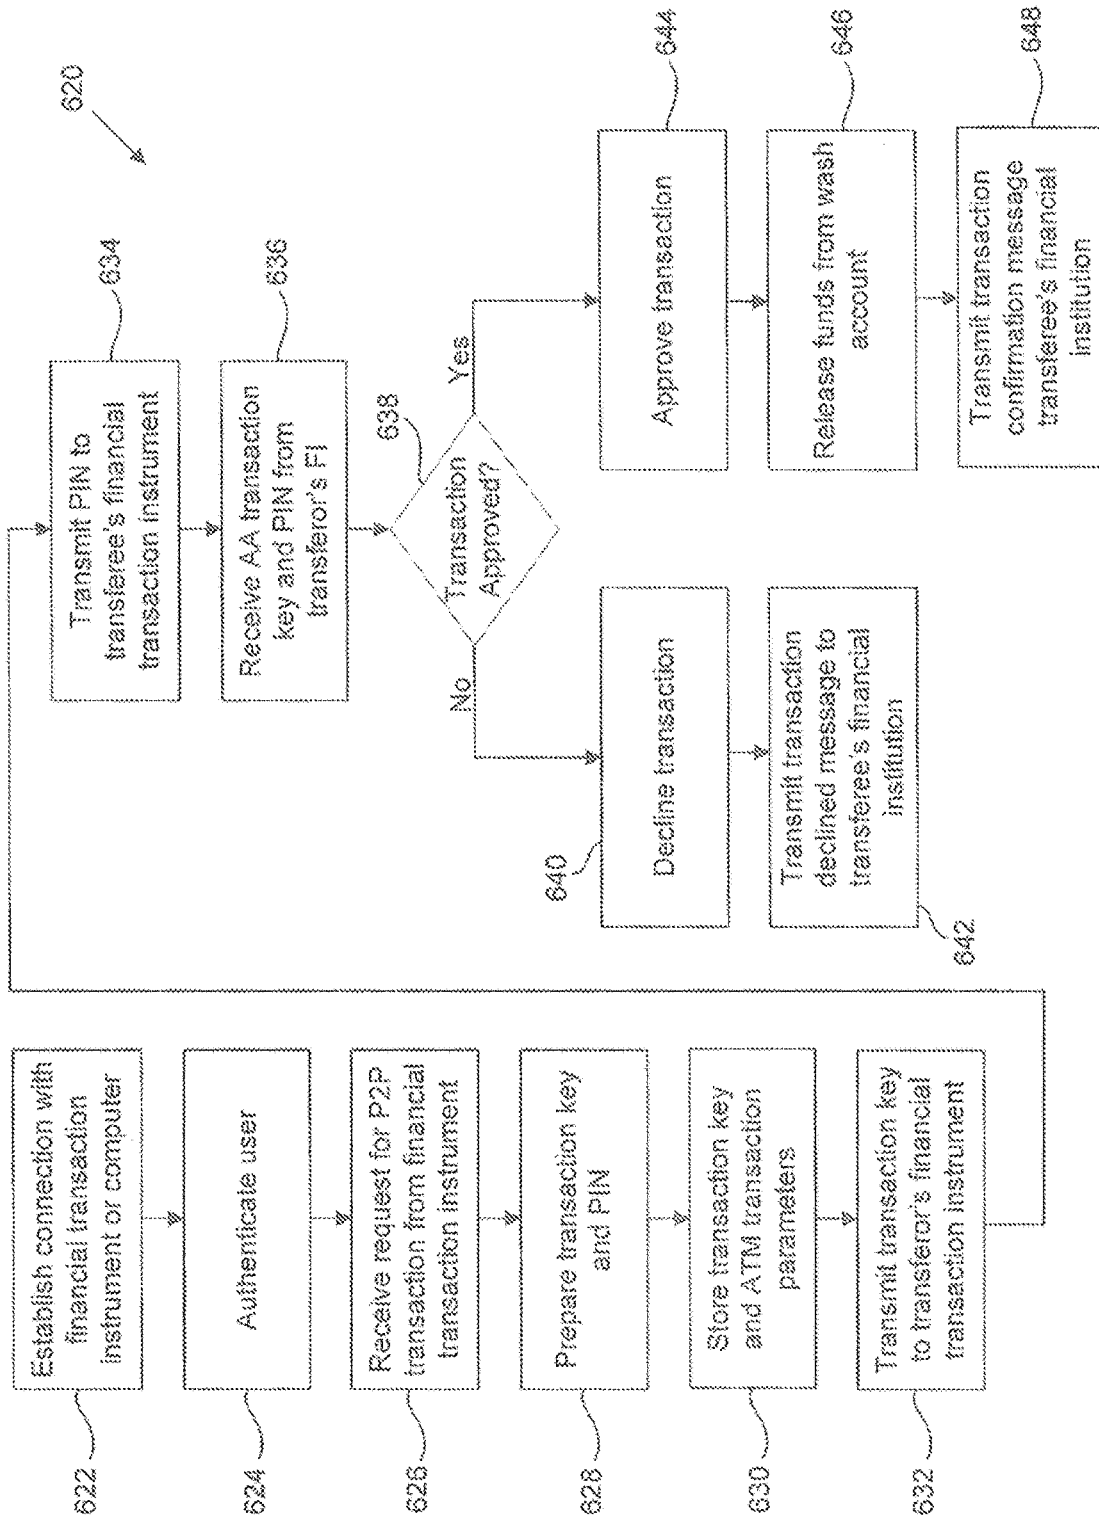 620
622
Establish connection with
financial transaction
instrument or computer
624
Authenticate user
626
Receive request for P2P
transaction from financial
transaction instrument
628
Prepare transaction key
and PIN
630
Store transaction key
and ATM transaction
parameters
632
Transmit transaction key
to transferor's financial
transaction instrument
634
Transmit PIN to
transferee's financial
transaction instrument
636
Receive AA transaction
key and PIN from
transferor's FI
638
Transaction
Approved?
No
Yes
640
Decline transaction
642
Transmit transaction
declined message to
transferee's financial
institution
644
Approve transaction
646
Release funds from wash
account
648
Transmit transaction
confirmation message
transferee's financial
institution